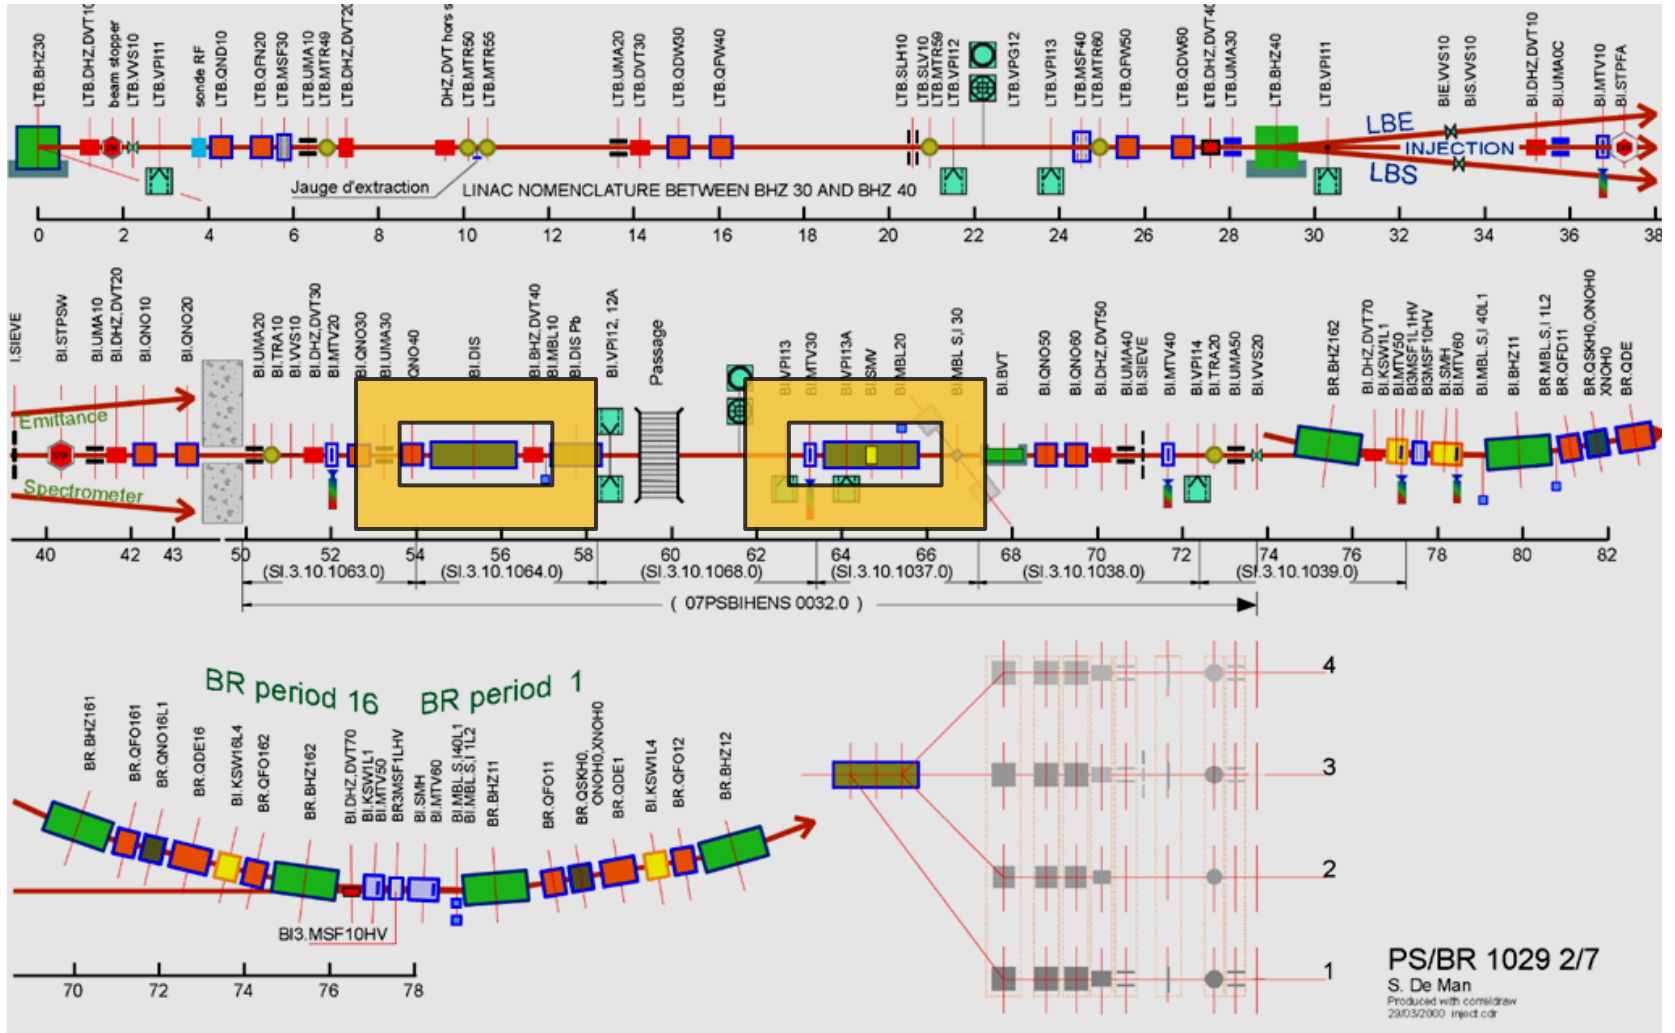 LTB.BHZ30
LTB.DHZ,DVT10
beam stopper
LTB.VVS10
LTB.VPI11
sonde RF
LTB.QND10
LTB.QFN20
LTB.MSF30
LTB.UMA10
LTB.MTR49
LTB.DHZ,DVT20
DHZ,DVT hors s
LTB.MTR50
LTB.MTR55
LTB.UMA20
LTB.DVT30
LTB.QDW30
LTB.QFW40
LTB.SLH10
LTB.SLV10
LTB.MTR59
LTB.VPI12
LTB.VPG12
LTB.VPI13
LTB.MSF40
LTB.MTR60
LTB.QFW50
LTB.QDW60
LTB.DHZ,DVT40
LTB.UMA30
LTB.BHZ40
LTB.VPI11
BIE.VVS10
BIS.VVS10
BI.DHZ,DVT10
BI.UMA0C
BI.MTV10
BI.STPFA
LBE
INJECTION
LBS
Jauge d'extraction
LINAC NOMENCLATURE BETWEEN BHZ 30 AND BHZ 40
0 2 4 6 8 10 12 14 16 18 20 22 24 26 28 30 32 34 36 38
I.SIEVE
BI.STPSW
BI.UMA10
BI.DHZ,DVT20
BI.QNO10
BI.QNO20
BI.UMA20
BI.TRA10
BI.VVS10
BI.DHZ,DVT30
BI.MTV20
BI.QNO30
BI.UMA30
QNO40
BI.DIS
BI.BHZ,DVT40
BI.MBL10
BI.DIS Pb
BI.VPI12, 12A
Passage
BI.VPI13
BI.MTV30
BI.VPI13A
BI.SMV
BI.MBL20
BI.MBL S,I 30
BI.BVT
BI.QNO50
BI.QNO60
BI.DHZ,DVT50
BI.UMA40
BI.SIEVE
BI.MTV40
BI.VPI14
BI.TRA20
BI.UMA50
BI.VVS20
BR.BHZ162
BI.DHZ,DVT70
BI.KSW1L1
BI.MTV50
BI3MSF1L1HV
BI3MSF10HV
BI.SMH
BI.MTV60
BI.MBL.S,I 40L1
BI.BHZ11
BR.MBL.S,I 1L2
BR.QFD11
BR.QSKH0,ONOH0
XNOH0
BR.QDE
Emittance
STP
Spectrometer
40 42 43 50 52 54 56 58 60 62 64 66 68 70 72 74 76 78 80 82
(SI.3.10.1063.0) (SI.3.10.1064.0) (SI.3.10.1068.0) (SI.3.10.1037.0) (SI.3.10.1038.0) (SI.3.10.1039.0)
( 07PSBIHENS 0032.0 )
BR period 16
BR period 1
BR.BHZ161
BR.QFO161
BR.QNO16L1
BR.QDE16
BI.KSW16L4
BR.QFO162
BR.BHZ162
BI.DHZ,DVT70
BI.KSW1L1
BI.MTV50
BR3MSF1LHV
BI.SMH
BI.MTV60
BI.MBL.S,I40L1
BI.MBL.S,I 1L2
BR.BHZ11
BR.QFO11
BR.QSKH0,
ONOH0,XNOH0
BR.QDE1
BI.KSW1L4
BR.QFO12
BR.BHZ12
BI3.MSF10HV
70 72 74 76 78
4
3
2
1
PS/BR 1029 2/7
S. De Man
Produced with correldraw
29/03/2000 inject.cdr